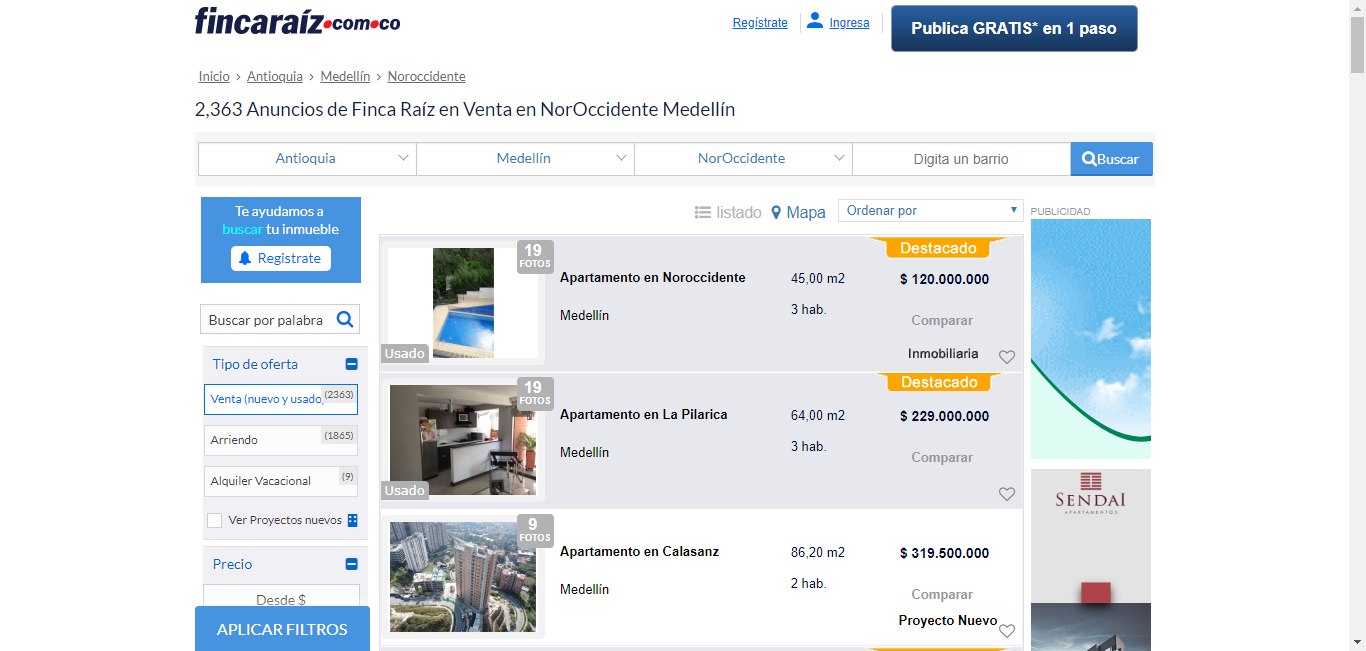 fincaraíz.com.co
Regístrate
Ingresa
Publica GRATIS* en 1 paso
Inicio › Antioquia › Medellín › Noroccidente
2,363 Anuncios de Finca Raíz en Venta en NorOccidente Medellín
Antioquia
Medellín
NorOccidente
Digita un barrio
Buscar
Te ayudamos a
buscar tu inmueble
Registrate
Buscar por palabra
Tipo de oferta
Venta (nuevo y usado) (2363)
Arriendo (1865)
Alquiler Vacacional (9)
Ver Proyectos nuevos
Precio
Desde $
APLICAR FILTROS
listado
Mapa
Ordenar por
19
FOTOS
Usado
Apartamento en Noroccidente
Medellín
45,00 m2
3 hab.
Destacado
$ 120.000.000
Comparar
Inmobiliaria
19
FOTOS
Usado
Apartamento en La Pilarica
Medellín
64,00 m2
3 hab.
Destacado
$ 229.000.000
Comparar
9
FOTOS
Apartamento en Calasanz
Medellín
86,20 m2
2 hab.
$ 319.500.000
Comparar
Proyecto Nuevo
PUBLICIDAD
SENDAI
APARTAMENTOS